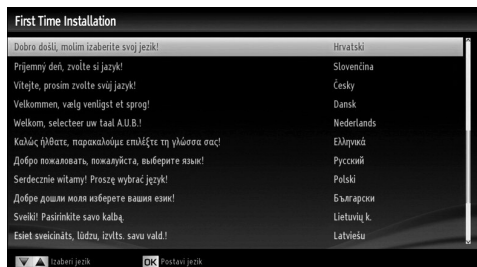 First Time Installation
Dobro došli, molim izaberite svoj jezik! Hrvatski
Príjemný deň, zvoľte si jazyk! Slovenčina
Vítejte, prosím zvolte svůj jazyk! Česky
Velkommen, vælg venligst et sprog! Dansk
Welkom, selecteer uw taal A.U.B.! Nederlands
Καλώς ήλθατε, παρακαλούμε επιλέξτε τη γλώσσα σας! Ελληνικά
Добро пожаловать, пожалуйста, выберите язык! Русский
Serdecznie witamy! Proszę wybrać język! Polski
Добре дошли моля изберете вашия език! Български
Sveiki! Pasirinkite savo kalbą. Lietuvių k.
Esiet sveicināts, lūdzu, izvlts. savu vald.! Latviešu
Izaberi jezik OK Postavi jezik